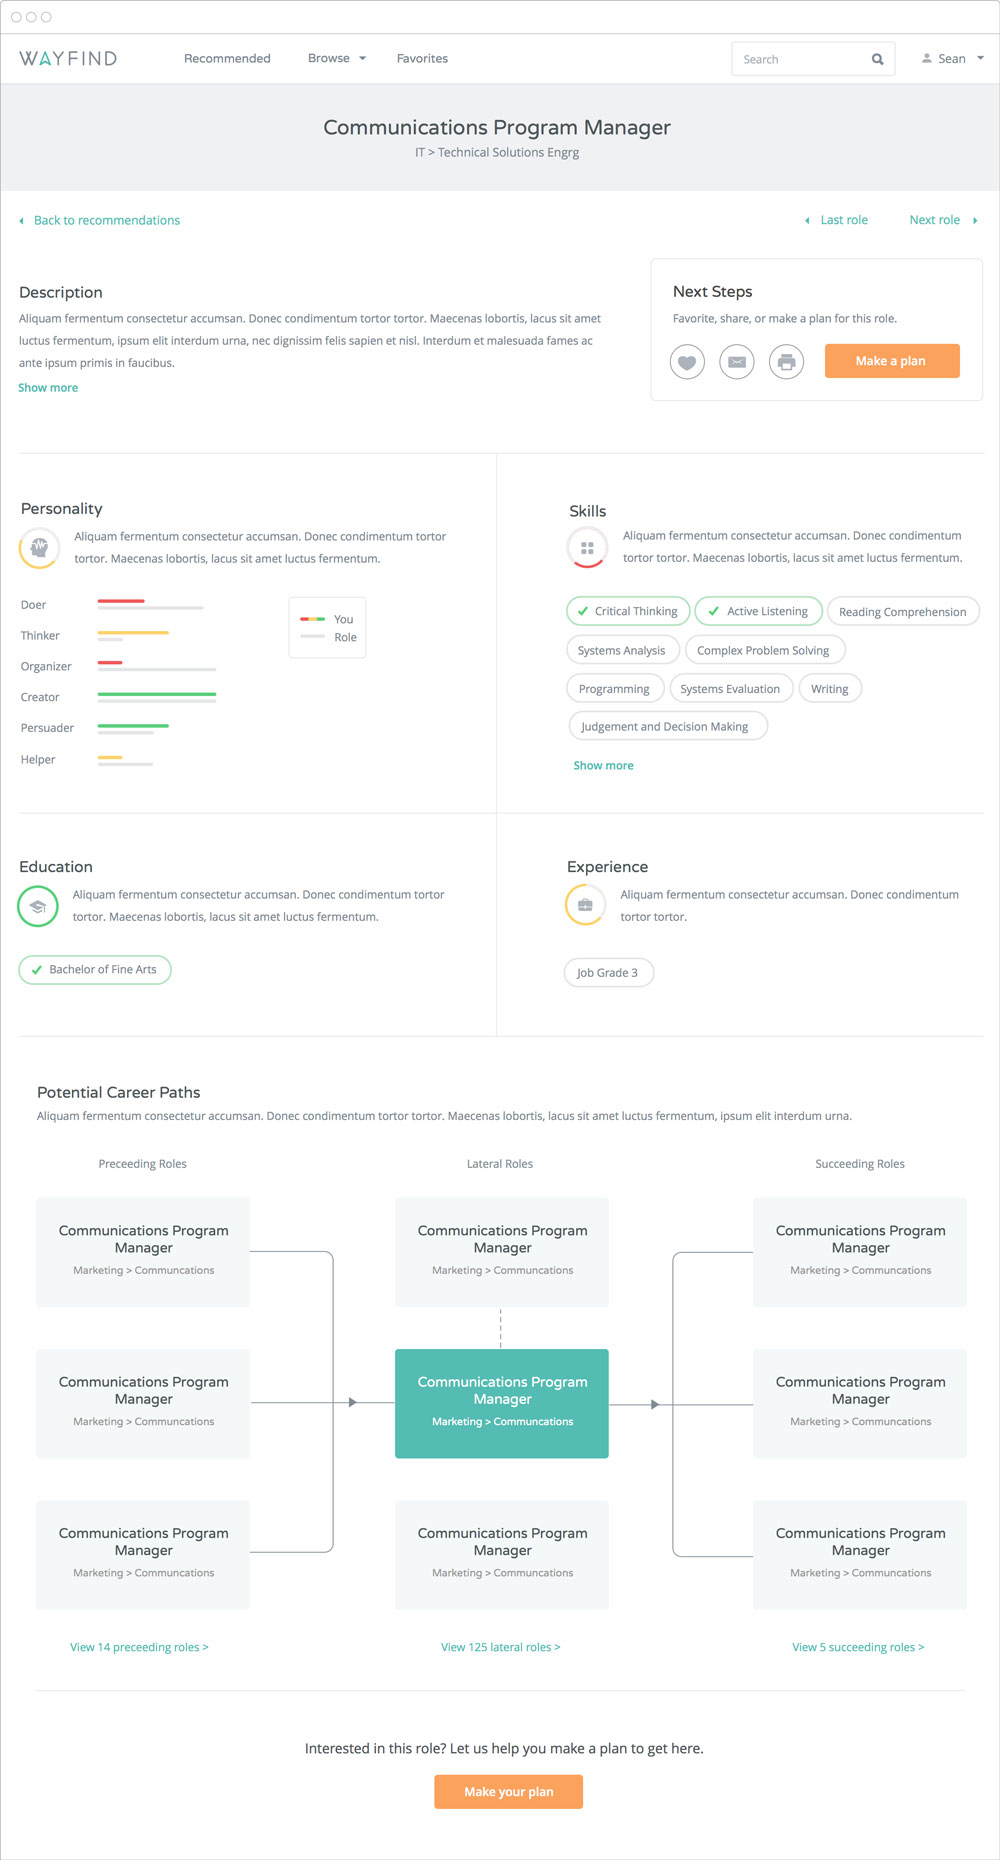 WAYFIND
Recommended
Browse
Favorites
Search
Sean
Communications Program Manager
IT > Technical Solutions Engrg
Back to recommendations
Last role
Next role
Description
Aliquam fermentum consectetur accumsan. Donec condimentum tortor tortor. Maecenas lobortis, lacus sit amet
luctus fermentum, ipsum elit interdum urna, nec dignissim felis sapien et nisl. Interdum et malesuada fames ac
ante ipsum primis in faucibus.
Show more
Next Steps
Favorite, share, or make a plan for this role.
Make a plan
Personality
Aliquam fermentum consectetur accumsan. Donec condimentum tortor
tortor. Maecenas lobortis, lacus sit amet luctus fermentum.
Doer
Thinker
Organizer
Creator
Persuader
Helper
You
Role
Skills
Aliquam fermentum consectetur accumsan. Donec condimentum
tortor tortor. Maecenas lobortis, lacus sit amet luctus fermentum.
Critical Thinking
Active Listening
Reading Comprehension
Systems Analysis
Complex Problem Solving
Programming
Systems Evaluation
Writing
Judgement and Decision Making
Show more
Education
Aliquam fermentum consectetur accumsan. Donec condimentum tortor
tortor. Maecenas lobortis, lacus sit amet luctus fermentum.
Bachelor of Fine Arts
Experience
Aliquam fermentum consectetur accumsan. Donec condimentum
tortor tortor.
Job Grade 3
Potential Career Paths
Aliquam fermentum consectetur accumsan. Donec condimentum tortor tortor. Maecenas lobortis, lacus sit amet luctus fermentum, ipsum elit interdum urna.
Preceeding Roles
Lateral Roles
Succeeding Roles
Communications Program
Manager
Marketing > Communcations
Communications Program
Manager
Marketing > Communcations
Communications Program
Manager
Marketing > Communcations
Communications Program
Manager
Marketing > Communcations
Communications Program
Manager
Marketing > Communcations
Communications Program
Manager
Marketing > Communcations
Communications Program
Manager
Marketing > Communcations
Communications Program
Manager
Marketing > Communcations
Communications Program
Manager
Marketing > Communcations
View 14 preceeding roles >
View 125 lateral roles >
View 5 succeeding roles >
Interested in this role? Let us help you make a plan to get here.
Make your plan